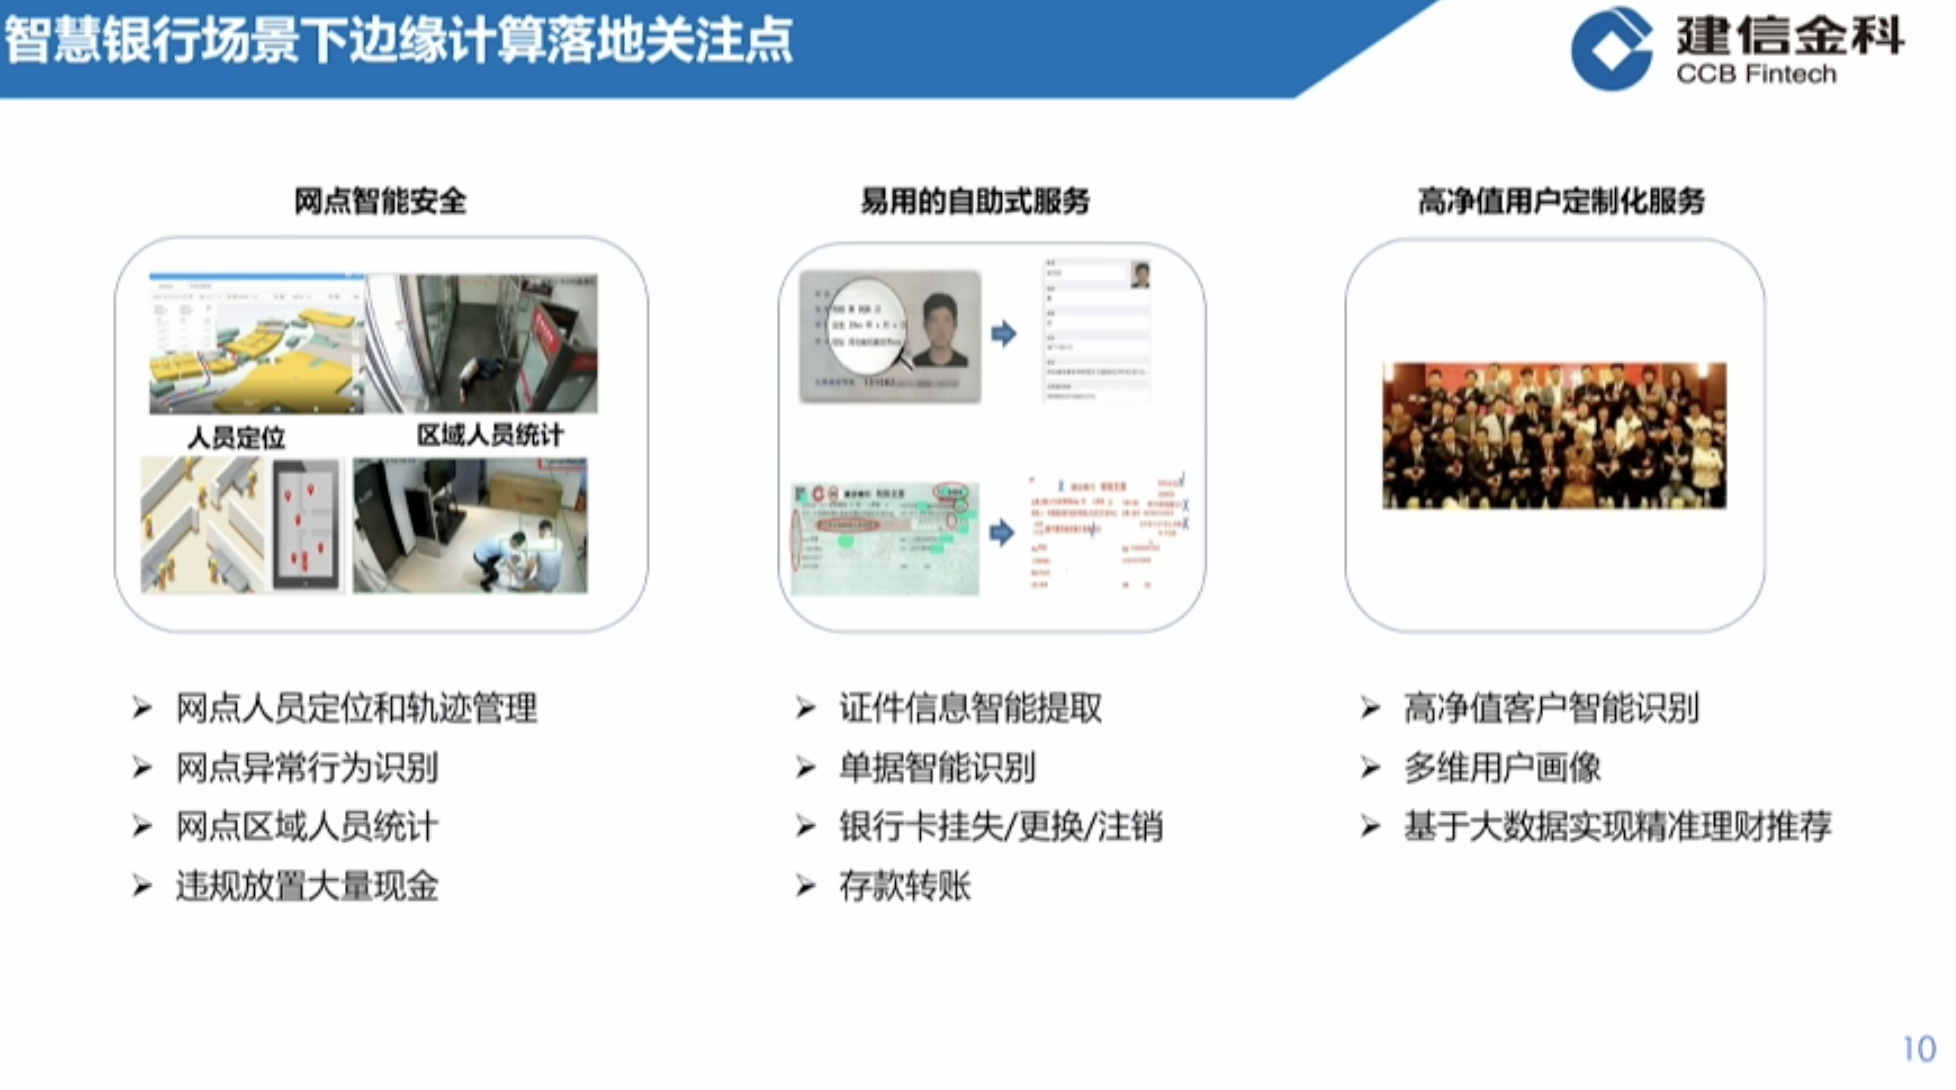 智慧银行场景下边缘计算落地关注点
建信金科
CCB Fintech
网点智能安全
人员定位
区域人员统计
网点人员定位和轨迹管理
网点异常行为识别
网点区域人员统计
违规放置大量现金
易用的自助式服务
证件信息智能提取
单据智能识别
银行卡挂失/更换/注销
存款转账
高净值用户定制化服务
高净值客户智能识别
多维用户画像
基于大数据实现精准理财推荐
10